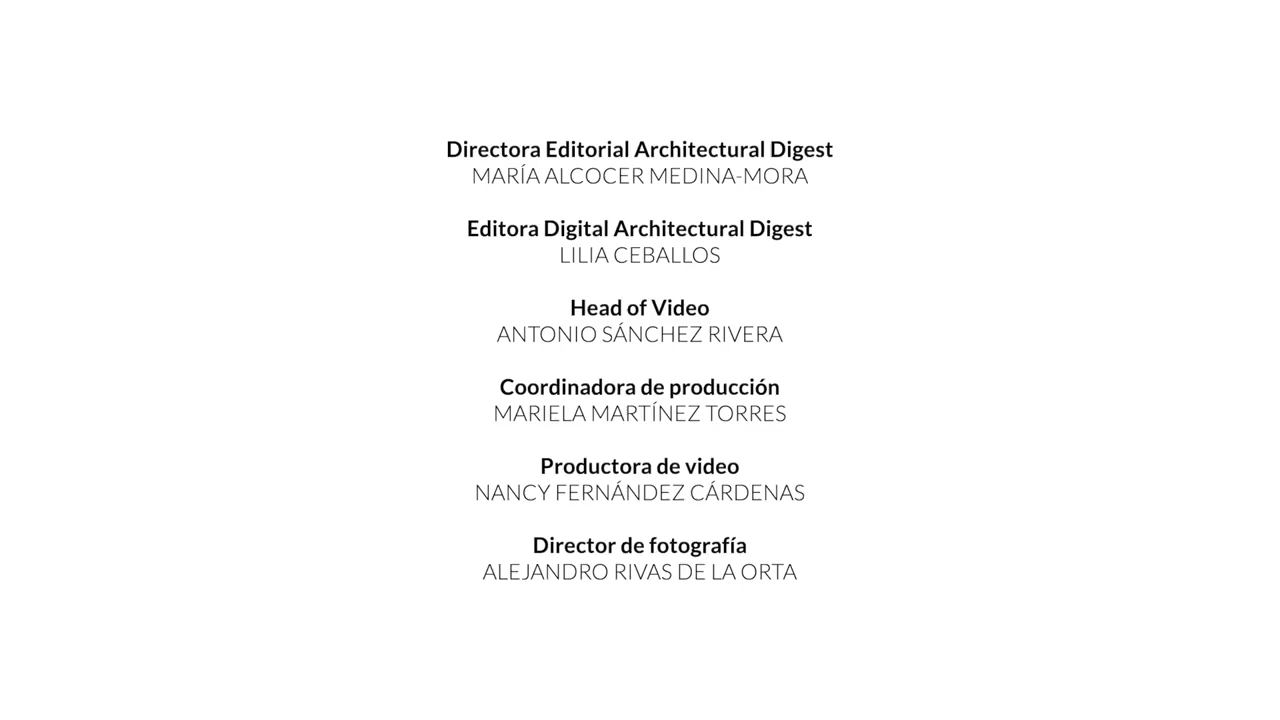 Directora Editorial Architectural Digest
MARÍA ALCOCER MEDINA-MORA
Editora Digital Architectural Digest
LILIA CEBALLOS
Head of Video
ANTONIO SÁNCHEZ RIVERA
Coordinadora de producción
MARIELA MARTÍNEZ TORRES
Productora de video
NANCY FERNÁNDEZ CÁRDENAS
Director de fotografía
ALEJANDRO RIVAS DE LA ORTA